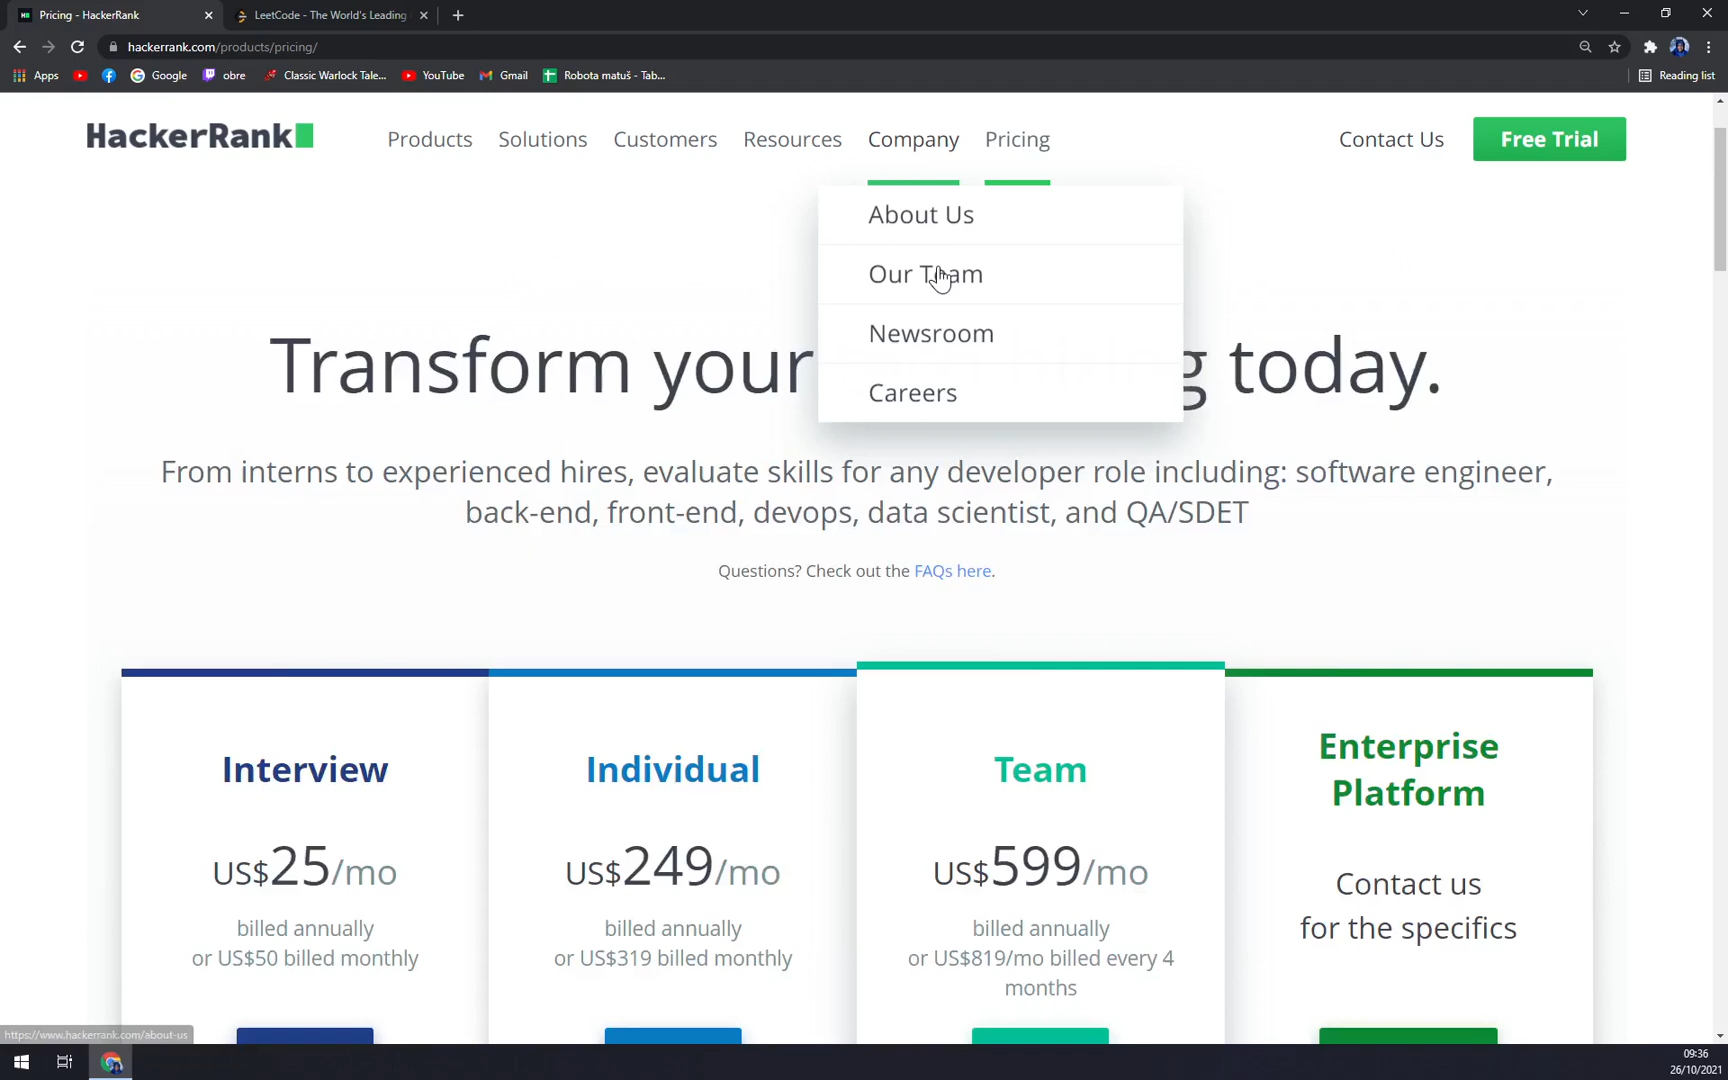 Pricing - HackerRank
LeetCode - The World's Leading
hackerrank.com/products/pricing/
Apps
Google
obre
Classic Warlock Tale...
YouTube
Gmail
Robota matuš - Tab...
Reading list
HackerRank
Products
Solutions
Customers
Resources
Company
Pricing
Contact Us
Free Trial
About Us
Our Team
Newsroom
Careers
Transform your g today.
From interns to experienced hires, evaluate skills for any developer role including: software engineer,
back-end, front-end, devops, data scientist, and QA/SDET
Questions? Check out the FAQs here.
Interview
US$25/mo
billed annually
or US$50 billed monthly
Individual
US$249/mo
billed annually
or US$319 billed monthly
Team
US$599/mo
billed annually
or US$819/mo billed every 4
months
Enterprise
Platform
Contact us
for the specifics
https://www.hackerrank.com/about-us
09:36
26/10/2021